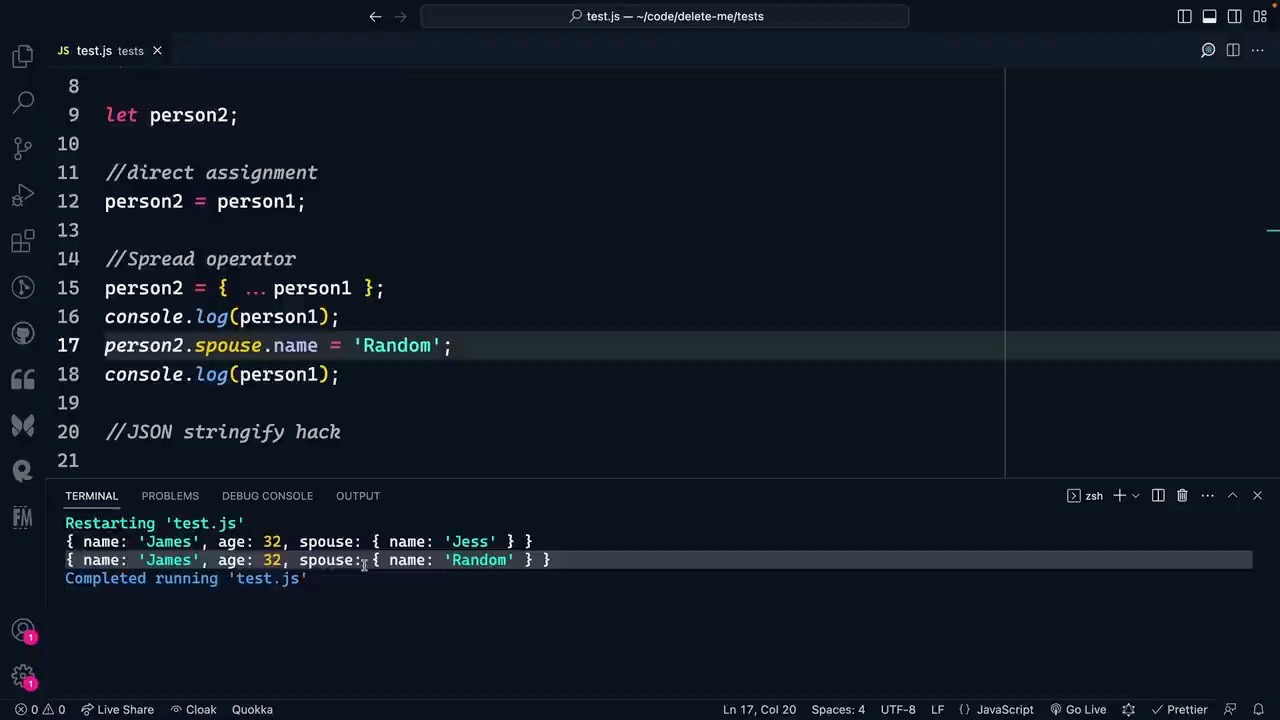 test.js — ~/code/delete-me/tests
JS test.js tests
8
9 let person2;
10
11 //direct assignment
12 person2 = person1;
13
14 //Spread operator
15 person2 = { ...person1 };
16 console.log(person1);
17 person2.spouse.name = 'Random';
18 console.log(person1);
19
20 //JSON stringify hack
21
TERMINAL PROBLEMS DEBUG CONSOLE OUTPUT zsh
Restarting 'test.js'
{ name: 'James', age: 32, spouse: { name: 'Jess' } }
{ name: 'James', age: 32, spouse: { name: 'Random' } }
Completed running 'test.js'
FM
1
1
0 0 Live Share Cloak Quokka Ln 17, Col 20 Spaces: 4 UTF-8 LF {} JavaScript Go Live Prettier